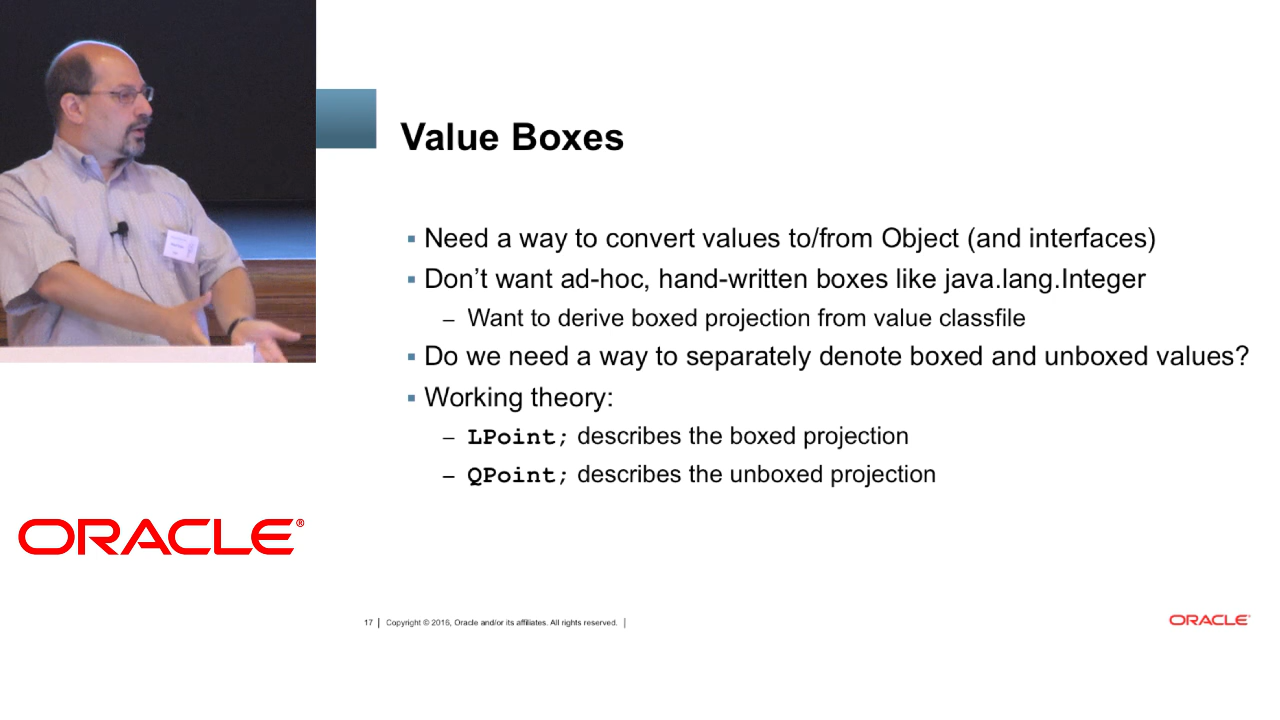 Value Boxes
▪ Need a way to convert values to/from Object (and interfaces)
▪ Don’t want ad-hoc, hand-written boxes like java.lang.Integer
– Want to derive boxed projection from value classfile
▪ Do we need a way to separately denote boxed and unboxed values?
▪ Working theory:
– LPoint; describes the boxed projection
– QPoint; describes the unboxed projection
ORACLE®
17 | Copyright © 2016, Oracle and/or its affiliates. All rights reserved. |
ORACLE®